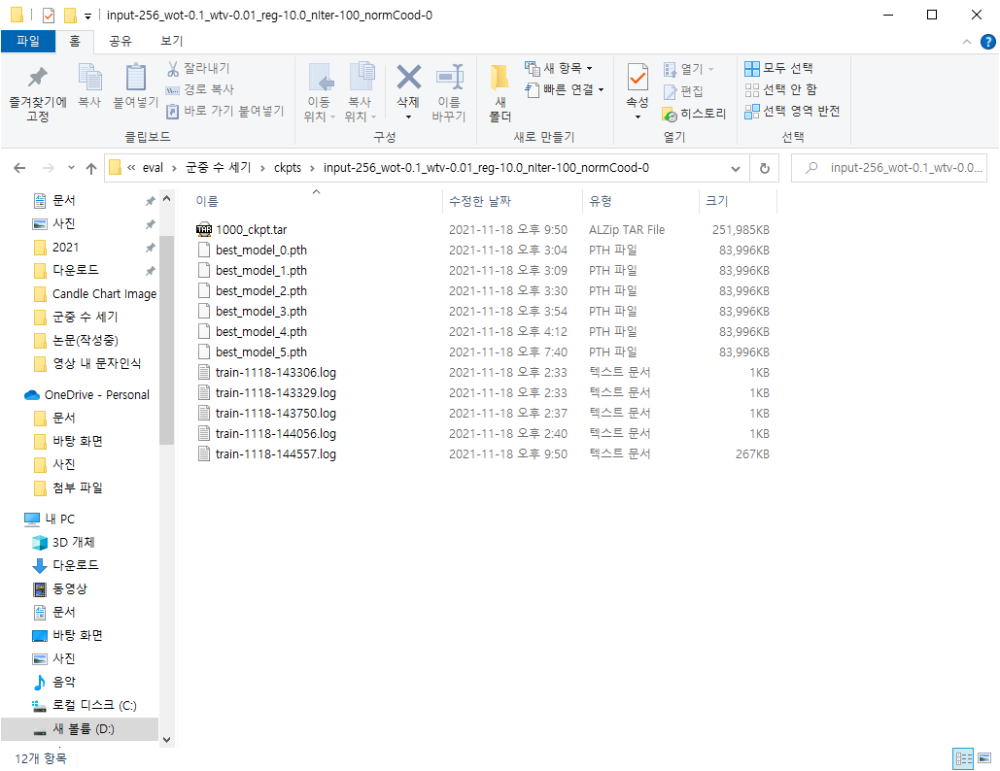 input-256_wot-0.1_wtv-0.01_reg-10.0_nIter-100_normCood-0
파일 홈 공유 보기
즐겨찾기에 고정
복사
붙여넣기
잘라내기
경로 복사
바로 가기 붙여넣기
클립보드
이동 위치
복사 위치
삭제
이름 바꾸기
구성
새 폴더
새 항목
빠른 연결
새로 만들기
속성
열기
편집
히스토리
열기
모두 선택
선택 안 함
선택 영역 반전
선택
« eval › 군중 수 세기 › ckpts › input-256_wot-0.1_wtv-0.01_reg-10.0_nIter-100_normCood-0
input-256_wot-0.1_wtv-0.0...
문서
사진
2021
다운로드
Candle Chart Image
군중 수 세기
논문(작성중)
영상 내 문자인식
OneDrive - Personal
문서
바탕 화면
사진
첨부 파일
내 PC
3D 개체
다운로드
동영상
문서
바탕 화면
사진
음악
로컬 디스크 (C:)
새 볼륨 (D:)
이름 수정한 날짜 유형 크기
TAR 1000_ckpt.tar 2021-11-18 오후 9:50 ALZip TAR File 251,985KB
best_model_0.pth 2021-11-18 오후 3:04 PTH 파일 83,996KB
best_model_1.pth 2021-11-18 오후 3:09 PTH 파일 83,996KB
best_model_2.pth 2021-11-18 오후 3:30 PTH 파일 83,996KB
best_model_3.pth 2021-11-18 오후 3:54 PTH 파일 83,996KB
best_model_4.pth 2021-11-18 오후 4:12 PTH 파일 83,996KB
best_model_5.pth 2021-11-18 오후 7:40 PTH 파일 83,996KB
train-1118-143306.log 2021-11-18 오후 2:33 텍스트 문서 1KB
train-1118-143329.log 2021-11-18 오후 2:33 텍스트 문서 1KB
train-1118-143750.log 2021-11-18 오후 2:37 텍스트 문서 1KB
train-1118-144056.log 2021-11-18 오후 2:40 텍스트 문서 1KB
train-1118-144557.log 2021-11-18 오후 9:50 텍스트 문서 267KB
12개 항목